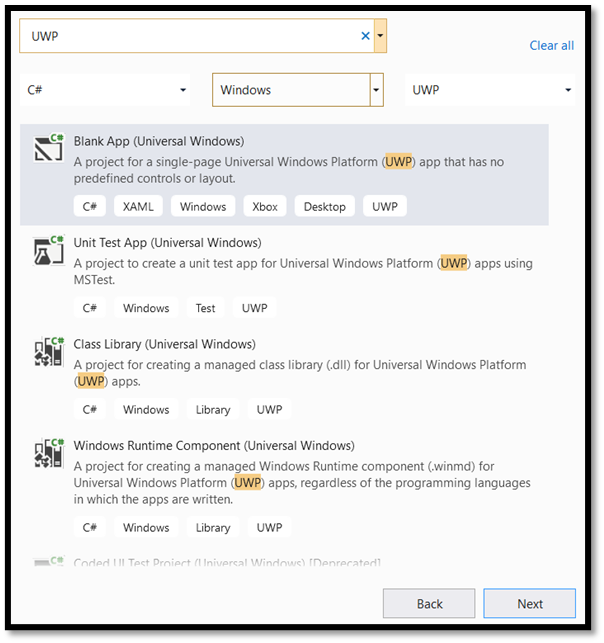 UWP
Clear all
C# Windows UWP
C#
Blank App (Universal Windows)
A project for a single-page Universal Windows Platform (UWP) app that has no
predefined controls or layout.
C# XAML Windows Xbox Desktop UWP
C#
Unit Test App (Universal Windows)
A project to create a unit test app for Universal Windows Platform (UWP) apps using
MSTest.
C# Windows Test UWP
C#
Class Library (Universal Windows)
A project for creating a managed class library (.dll) for Universal Windows Platform
(UWP) apps.
C# Windows Library UWP
C#
Windows Runtime Component (Universal Windows)
A project for creating a managed Windows Runtime component (.winmd) for
Universal Windows Platform (UWP) apps, regardless of the programming languages
in which the apps are written.
C# Windows Library UWP
C#
Coded UI Test Project (Universal Windows) [Deprecated]
Back Next